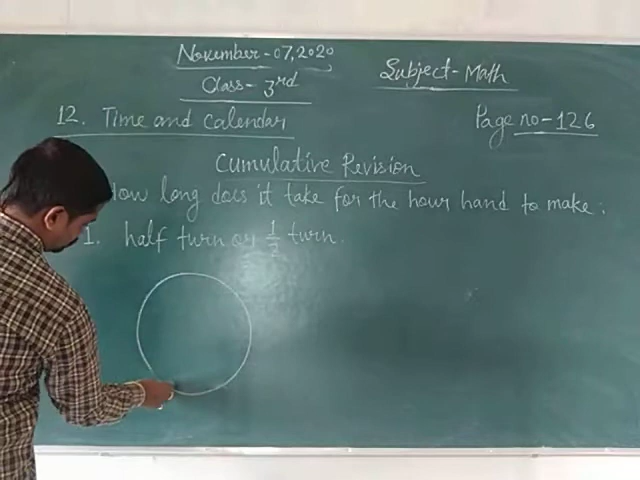 November-07,2020
Class- 3rd
Subject-Math
12. Time and Calendar
Page no-126
Cumulative Revision
How long does it take for the hour hand to make:
1. half turn or 1/2 turn.